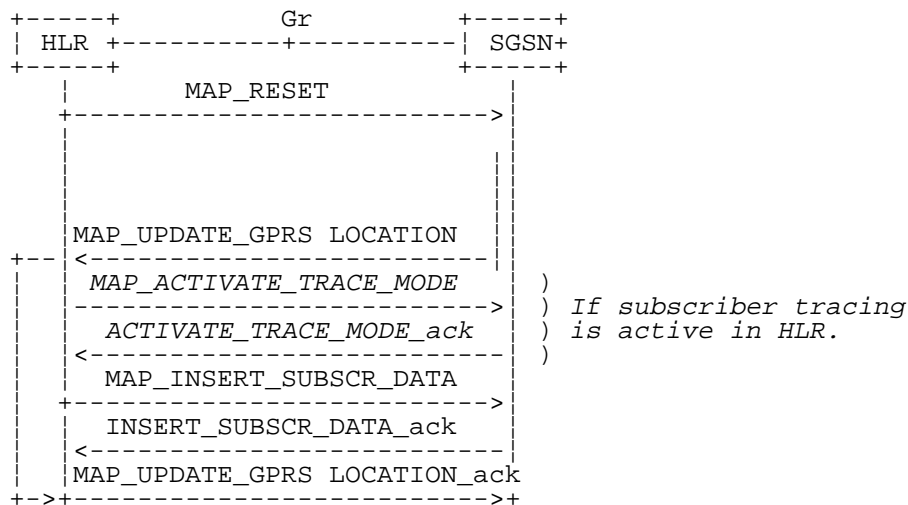 Gr
HLR SGSN
MAP_RESET
MAP_UPDATE_GPRS LOCATION
MAP_ACTIVATE_TRACE_MODE )
) If subscriber tracing
ACTIVATE_TRACE_MODE_ack ) is active in HLR.
)
MAP_INSERT_SUBSCR_DATA
INSERT_SUBSCR_DATA_ack
MAP_UPDATE_GPRS LOCATION_ack